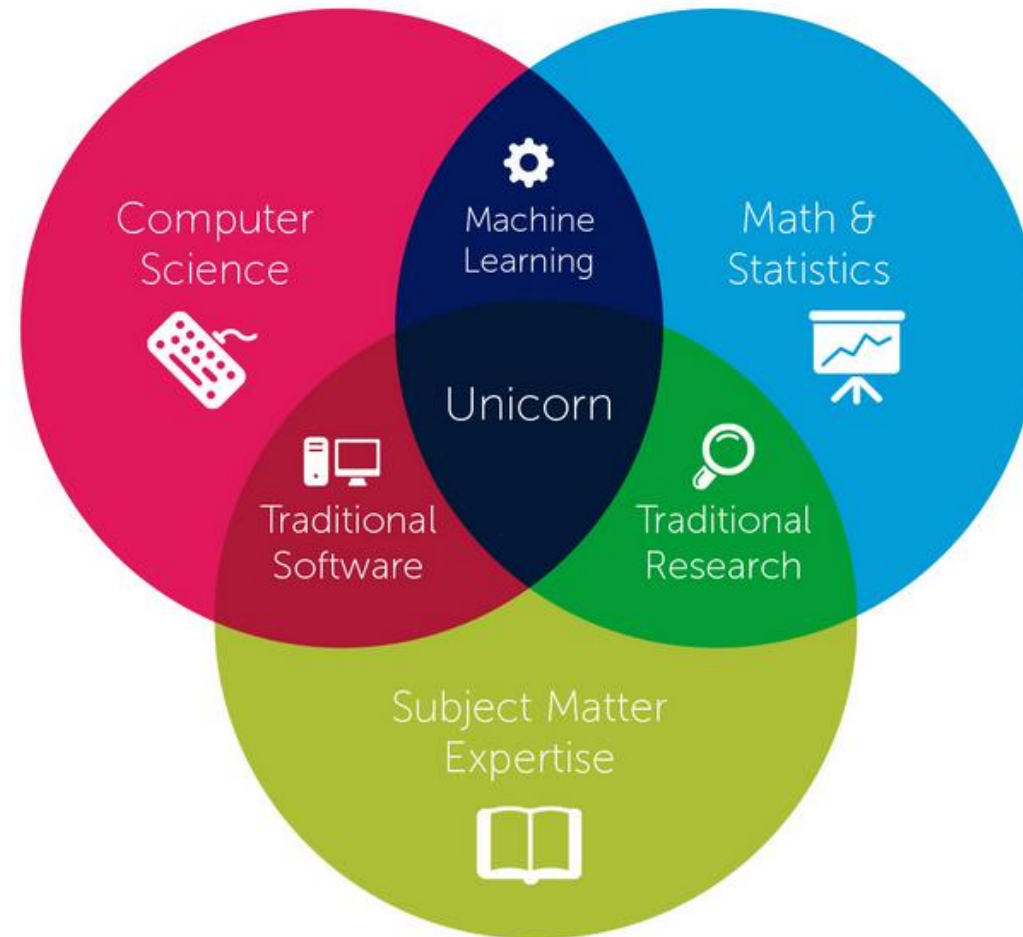 Computer
Science
Machine
Learning
Math &
Statistics
Unicorn
Traditional
Software
Traditional
Research
Subject Matter
Expertise